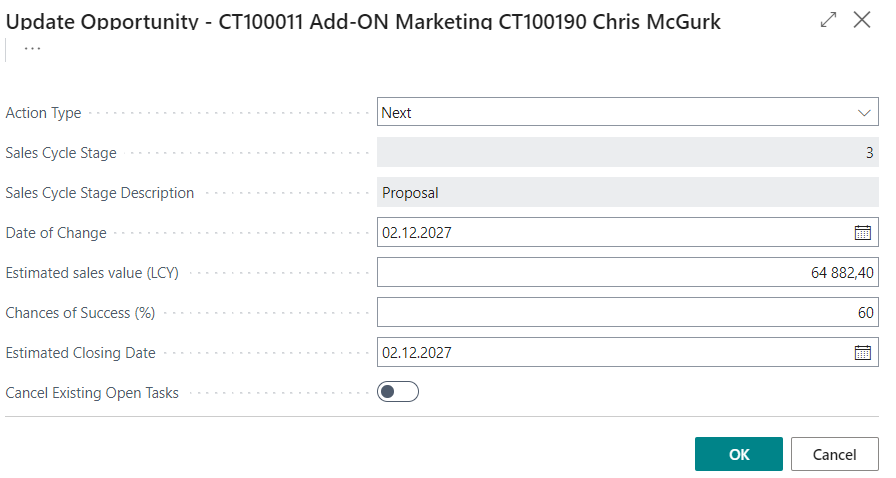 Update Opportunity - CT100011 Add-ON Marketing CT100190 Chris McGurk
...
Action Type Next
Sales Cycle Stage 3
Sales Cycle Stage Description Proposal
Date of Change 02.12.2027
Estimated sales value (LCY) 64 882,40
Chances of Success (%) 60
Estimated Closing Date 02.12.2027
Cancel Existing Open Tasks
OK Cancel